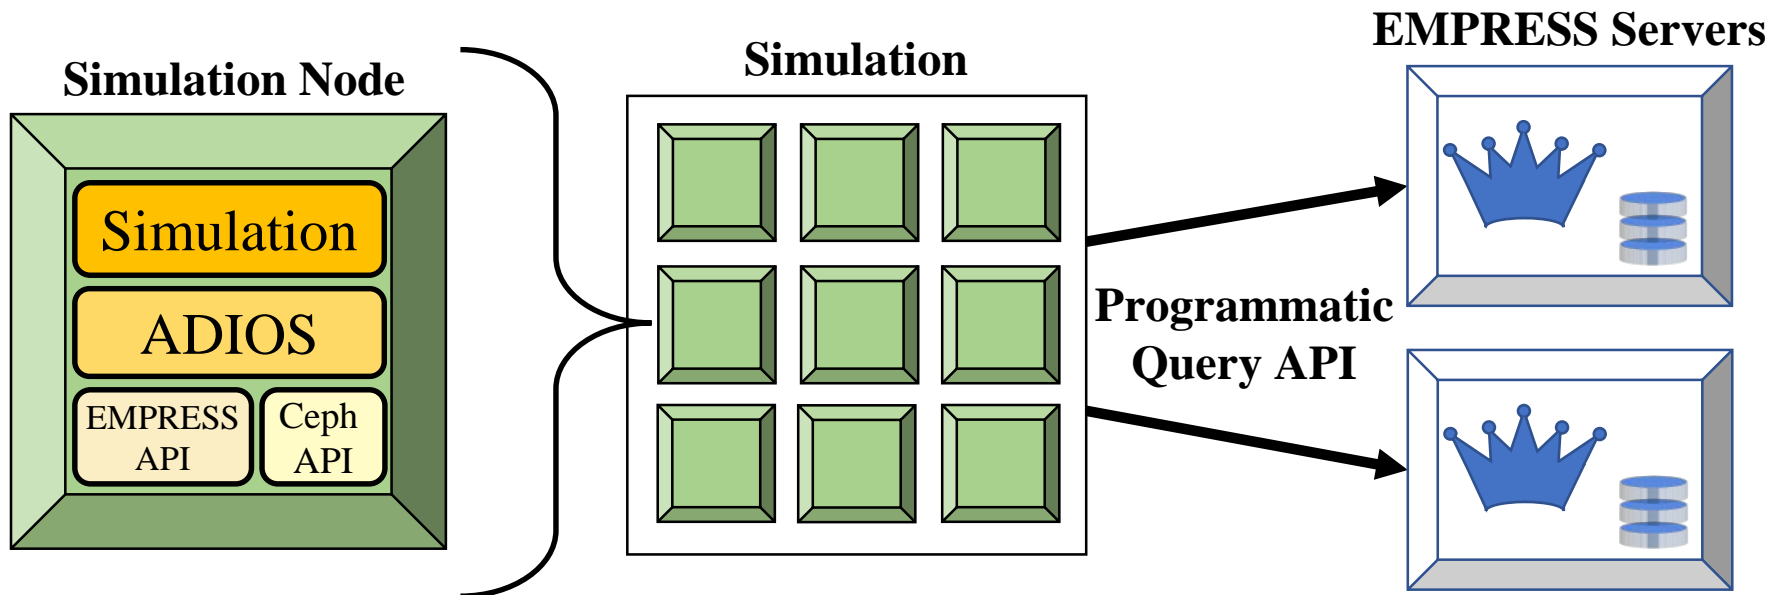 Simulation Node
Simulation
ADIOS
EMPRESS
API
Ceph
API
Simulation
Programmatic
Query API
EMPRESS Servers